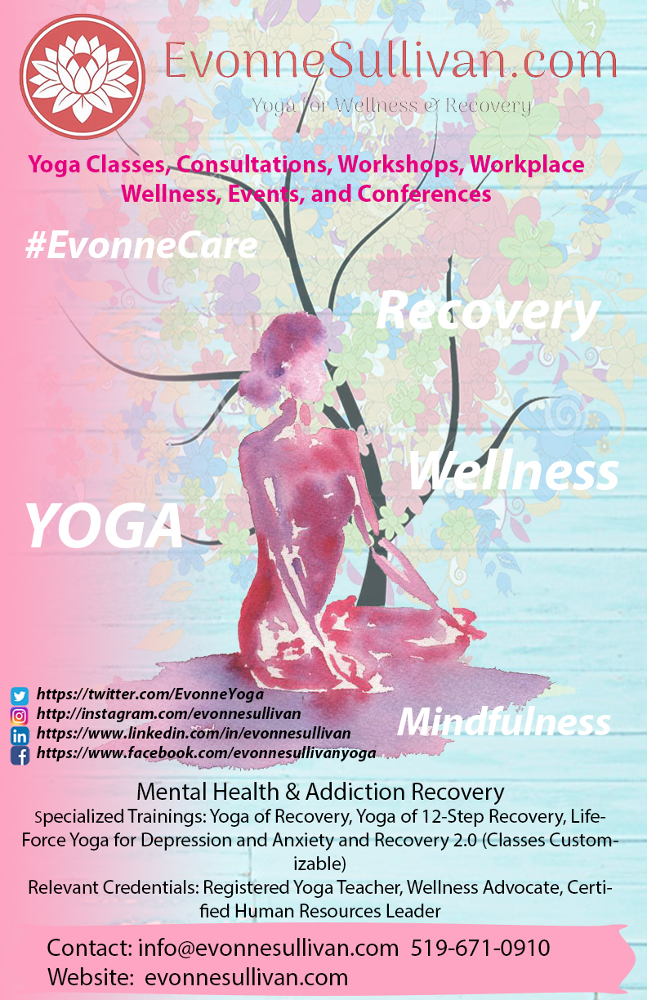 EvonneSullivan.com
Yoga for Wellness & Recovery
Yoga Classes, Consultations, Workshops, Workplace
Wellness, Events, and Conferences
#EvonneCare
Recovery
Wellness
YOGA
https://twitter.com/EvonneYoga
http://instagram.com/evonnesullivan
https://www.linkedin.com/in/evonnesullivan
https://www.facebook.com/evonnesullivanyoga
Mindfulness
Mental Health & Addiction Recovery
Specialized Trainings: Yoga of Recovery, Yoga of 12-Step Recovery, Life-
Force Yoga for Depression and Anxiety and Recovery 2.0 (Classes Custom-
izable)
Relevant Credentials: Registered Yoga Teacher, Wellness Advocate, Certi-
fied Human Resources Leader
Contact: info@evonnesullivan.com 519-671-0910
Website: evonnesullivan.com